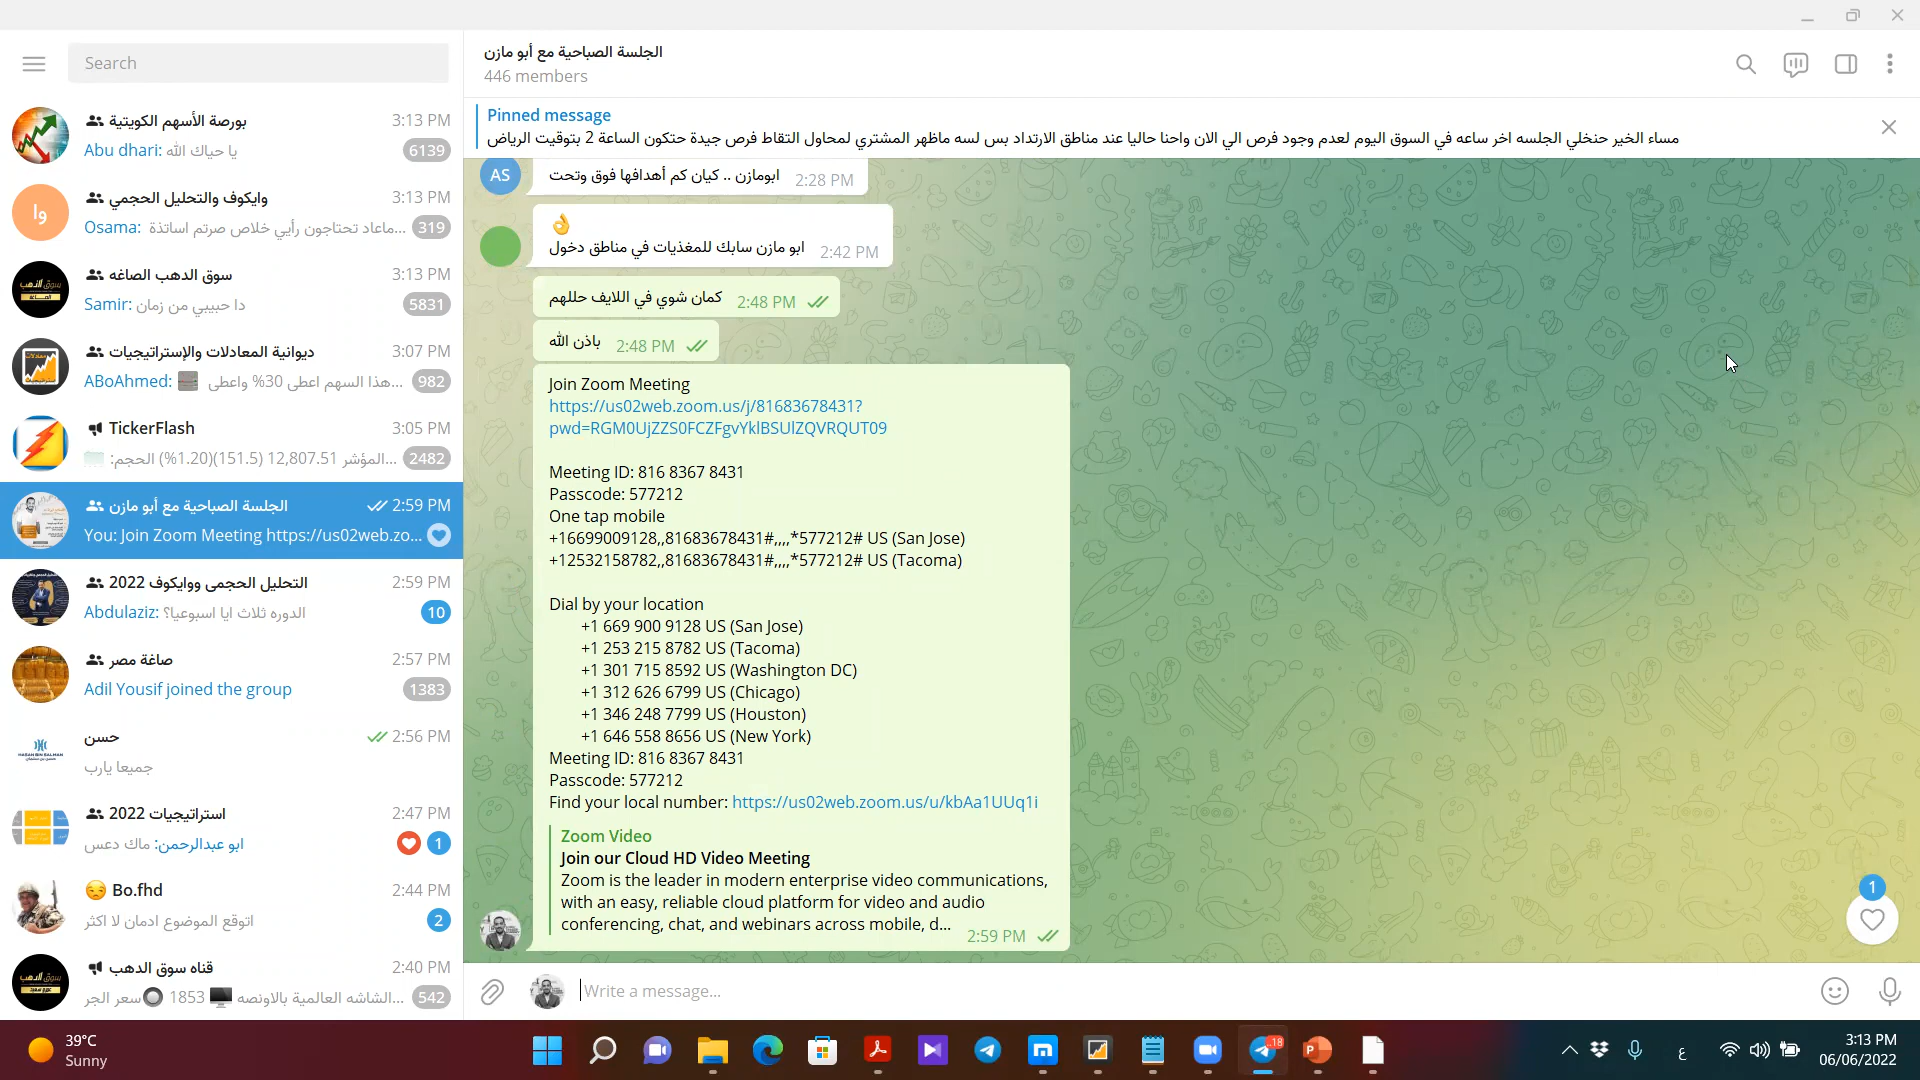 Search
بورصة الأسهم الكويتية 3:13 PM
Abu dhari: يا حياك الله 6139
وا
وايكوف والتحليل الحجمي 3:13 PM
Osama: ماعاد تحتاجون رأيي خلاص صرتم اساتذة... 319
سوق الدهب الصاغه 3:13 PM
Samir: دا حبيبي من زمان 5831
ديوانية المعادلات والإستراتيجيات 3:07 PM
ABoAhmed: هذا السهم اعطى 30% واعطى... 982
TickerFlash 3:05 PM
المؤشر 12,807.51 (151.5)(1.20%) الحجم:... 2482
الجلسة الصباحية مع أبو مازن 2:59 PM
You: Join Zoom Meeting https://us02web.zo...
التحليل الحجمى ووايكوف 2022 2:59 PM
Abdulaziz: الدوره ثلاث ايا اسبوعيا؟ 10
صاغة مصر 2:57 PM
Adil Yousif joined the group 1383
حسن 2:56 PM
جميعا يارب
استراتيجيات 2022 2:47 PM
ابو عبدالرحمن: ماك دعس 1
😒 Bo.fhd 2:44 PM
اتوقع الموضوع ادمان لا اكثر 2
قناه سوق الدهب 2:40 PM
الشاشه العالمية بالاونصه 🖥 1853 🔘 سعر الجر... 542
الجلسة الصباحية مع أبو مازن
446 members
Pinned message
مساء الخير حنخلي الجلسه اخر ساعه في السوق اليوم لعدم وجود فرص الي الان واحنا حاليا عند مناطق الارتداد بس لسه ماظهر المشتري لمحاول التقاط فرص جيدة حتكون الساعة 2 بتوقيت الرياض
AS
ابومازن .. كيان كم أهدافها فوق وتحت 2:28 PM
👌
ابو مازن سابك للمغذيات في مناطق دخول 2:42 PM
كمان شوي في اللايف حللهم 2:48 PM
باذن الله 2:48 PM
Join Zoom Meeting
https://us02web.zoom.us/j/81683678431?
pwd=RGM0UjZZS0FCZFgvYklBSUlZQVRQUT09
Meeting ID: 816 8367 8431
Passcode: 577212
One tap mobile
+16699009128,,81683678431#,,,,*577212# US (San Jose)
+12532158782,,81683678431#,,,,*577212# US (Tacoma)
Dial by your location
+1 669 900 9128 US (San Jose)
+1 253 215 8782 US (Tacoma)
+1 301 715 8592 US (Washington DC)
+1 312 626 6799 US (Chicago)
+1 346 248 7799 US (Houston)
+1 646 558 8656 US (New York)
Meeting ID: 816 8367 8431
Passcode: 577212
Find your local number: https://us02web.zoom.us/u/kbAa1UUq1i
Zoom Video
Join our Cloud HD Video Meeting
Zoom is the leader in modern enterprise video communications,
with an easy, reliable cloud platform for video and audio
conferencing, chat, and webinars across mobile, d... 2:59 PM
1
Write a message...
39°C
Sunny
18
ع
3:13 PM
06/06/2022